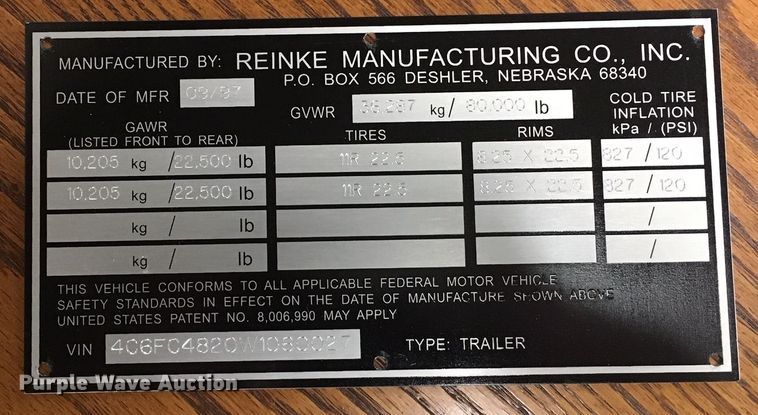 MANUFACTURED BY: REINKE MANUFACTURING CO., INC.
P.O. BOX 566 DESHLER, NEBRASKA 68340
DATE OF MFR 09/97 GVWR 36,287 kg/ 80,000 lb
COLD TIRE INFLATION kPa / (PSI)
GAWR (LISTED FRONT TO REAR) TIRES RIMS
10,205 kg /22,500 lb 11R 22.5 8.25 X 22.5 827 / 120
10,205 kg /22,500 lb 11R 22.5 8.25 X 22.5 827 / 120
kg / lb /
kg / lb /
THIS VEHICLE CONFORMS TO ALL APPLICABLE FEDERAL MOTOR VEHICLE
SAFETY STANDARDS IN EFFECT ON THE DATE OF MANUFACTURE SHOWN ABOVE
UNITED STATES PATENT NO. 8,006,990 MAY APPLY
VIN TYPE: TRAILER
Purple Wave Auction